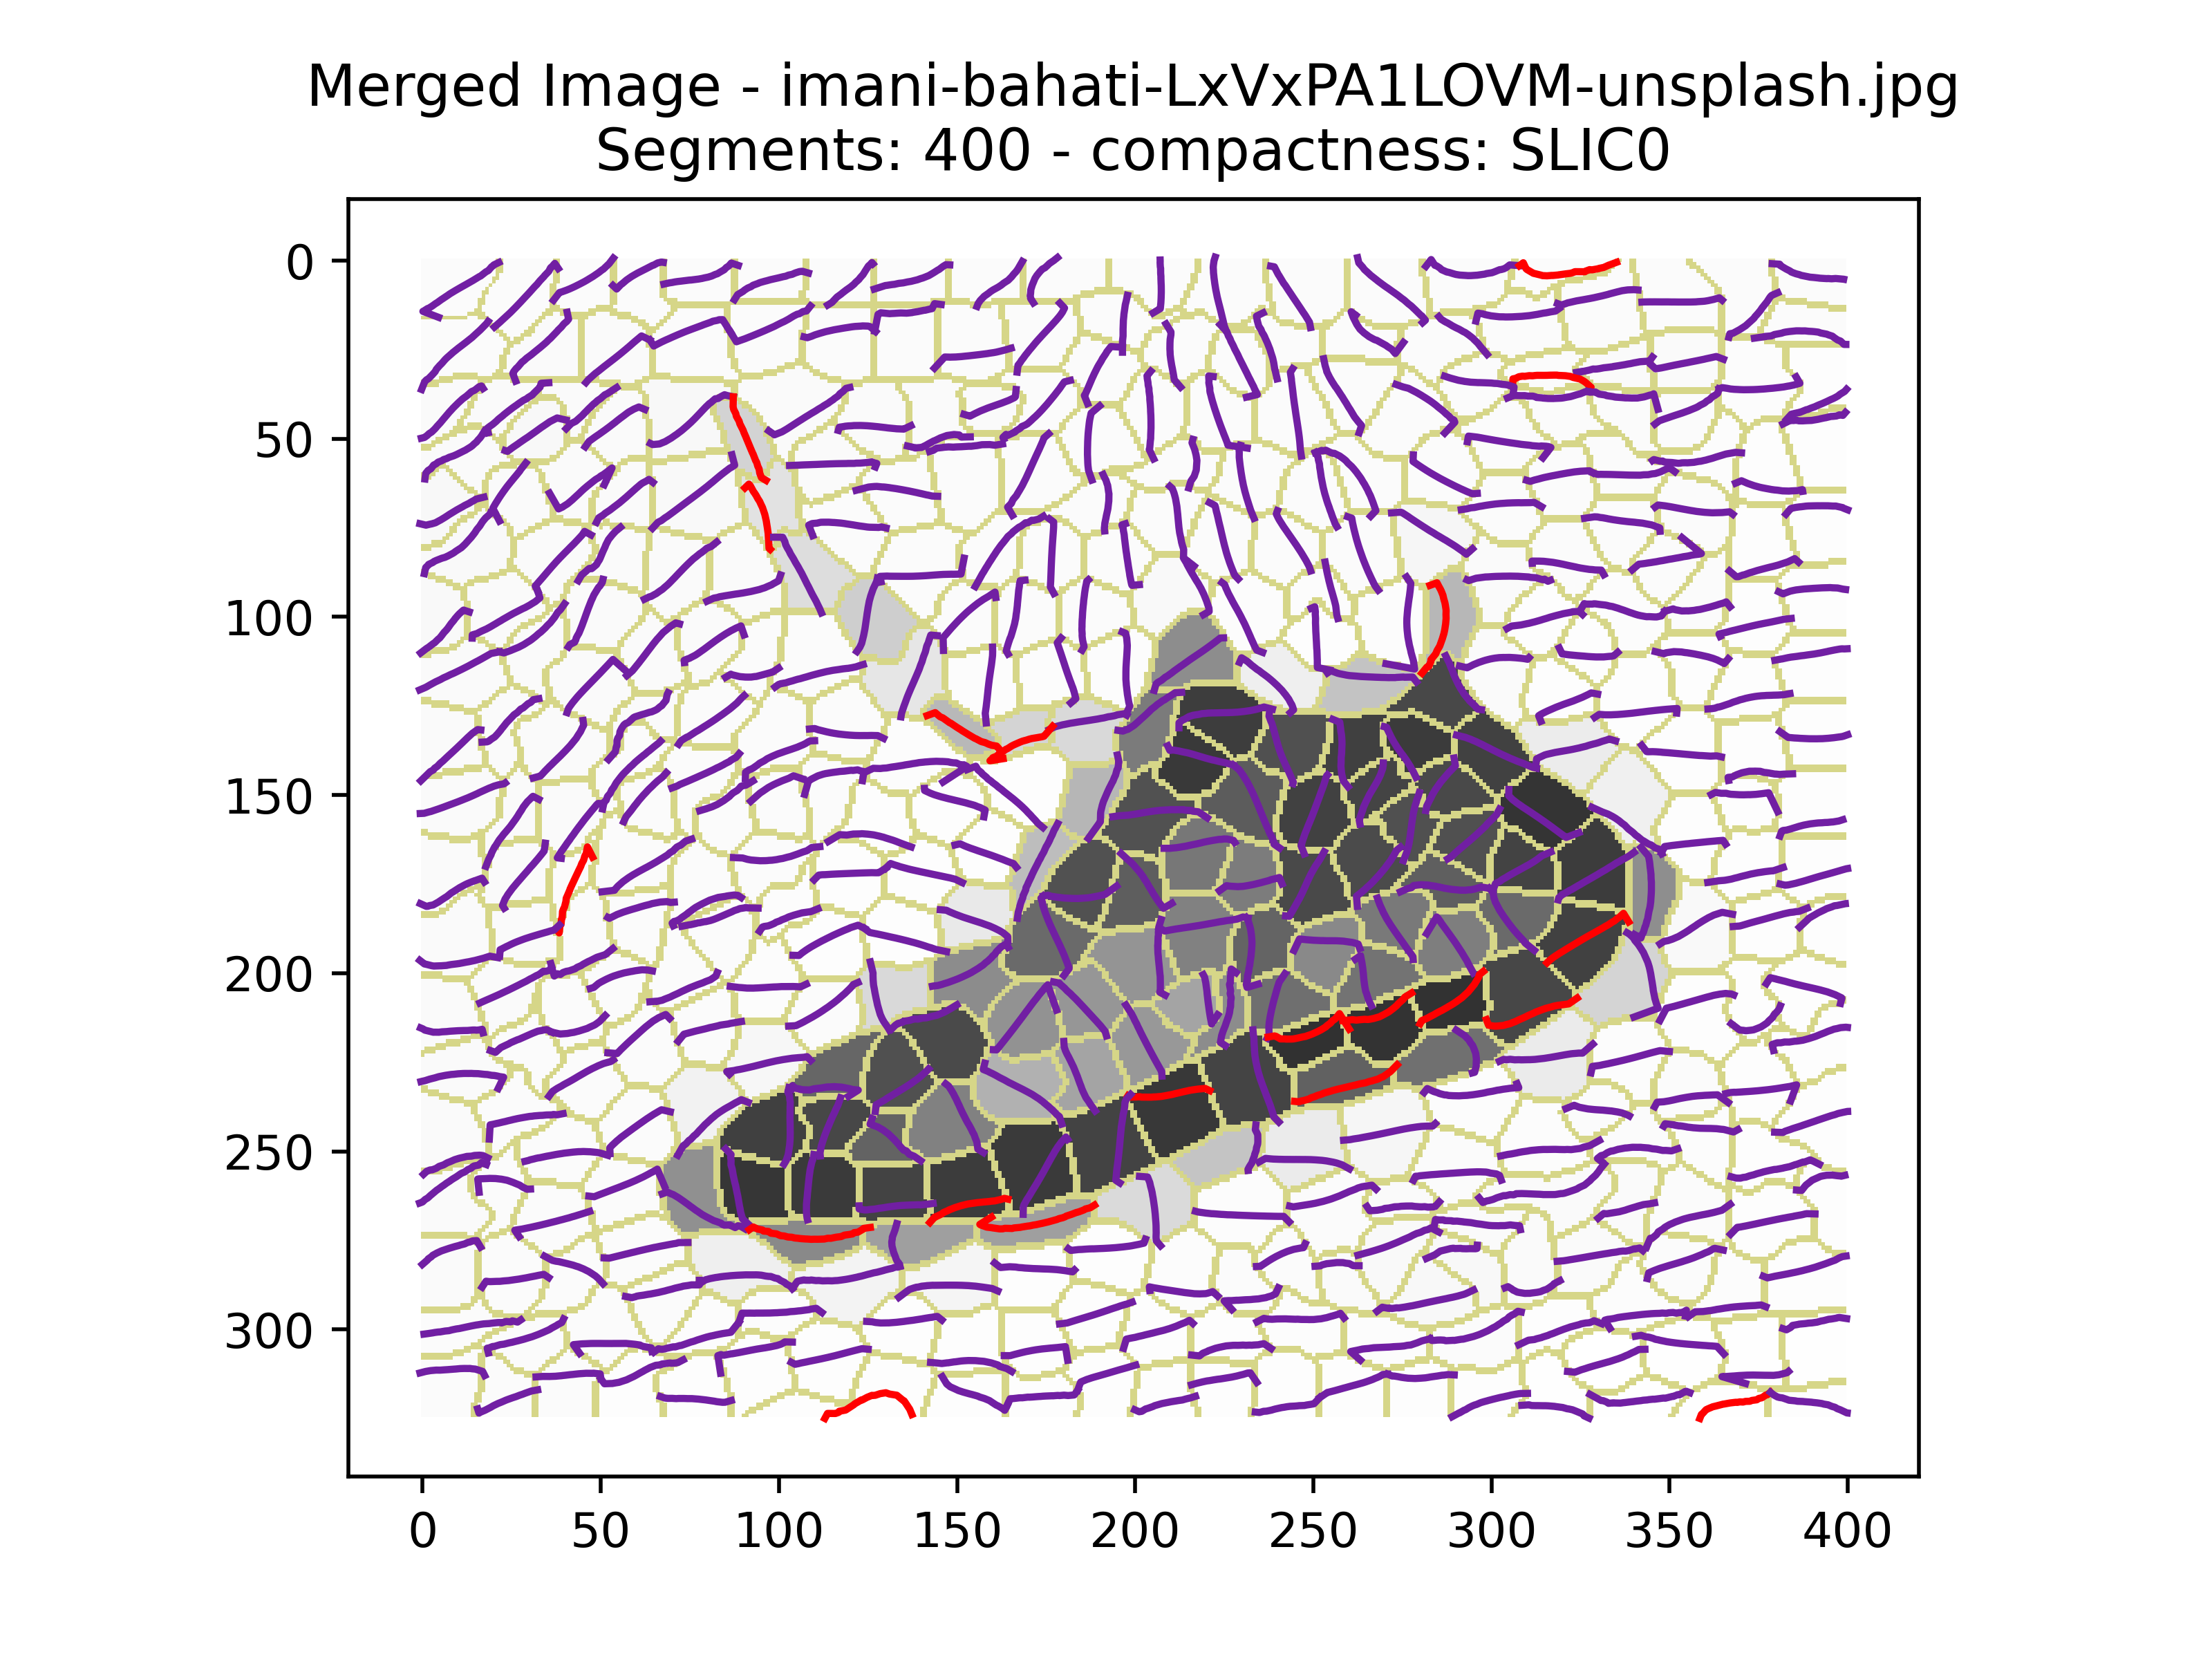 Merged Image - imani-bahati-LxVxPA1LOVM-unsplash.jpg
Segments: 400 - compactness: SLIC0
0
50
100
150
200
250
300
0 50 100 150 200 250 300 350 400